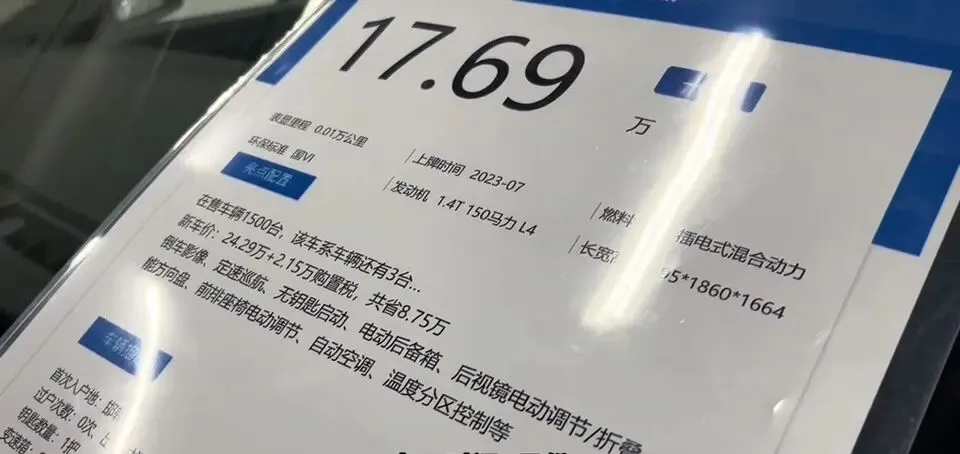 17.69
万
表显里程 0.01万公里
上牌时间 2023-07
燃料
插电式混合动力
环保标准 国VI
发动机 1.4T 150马力 L4
长宽
05*1860*1664
亮点配置
在售车辆1500台，该车系车辆还有3台...
新车价：24.29万+2.15万购置税，共省8.75万
倒车影像、定速巡航、无钥匙启动、电动后备箱、后视镜电动调节/折叠
能方向盘、前排座椅电动调节、自动空调、温度分区控制等
车辆
首次入户地：邯
过户次数：0次、
钥匙数量：1把
变速箱：